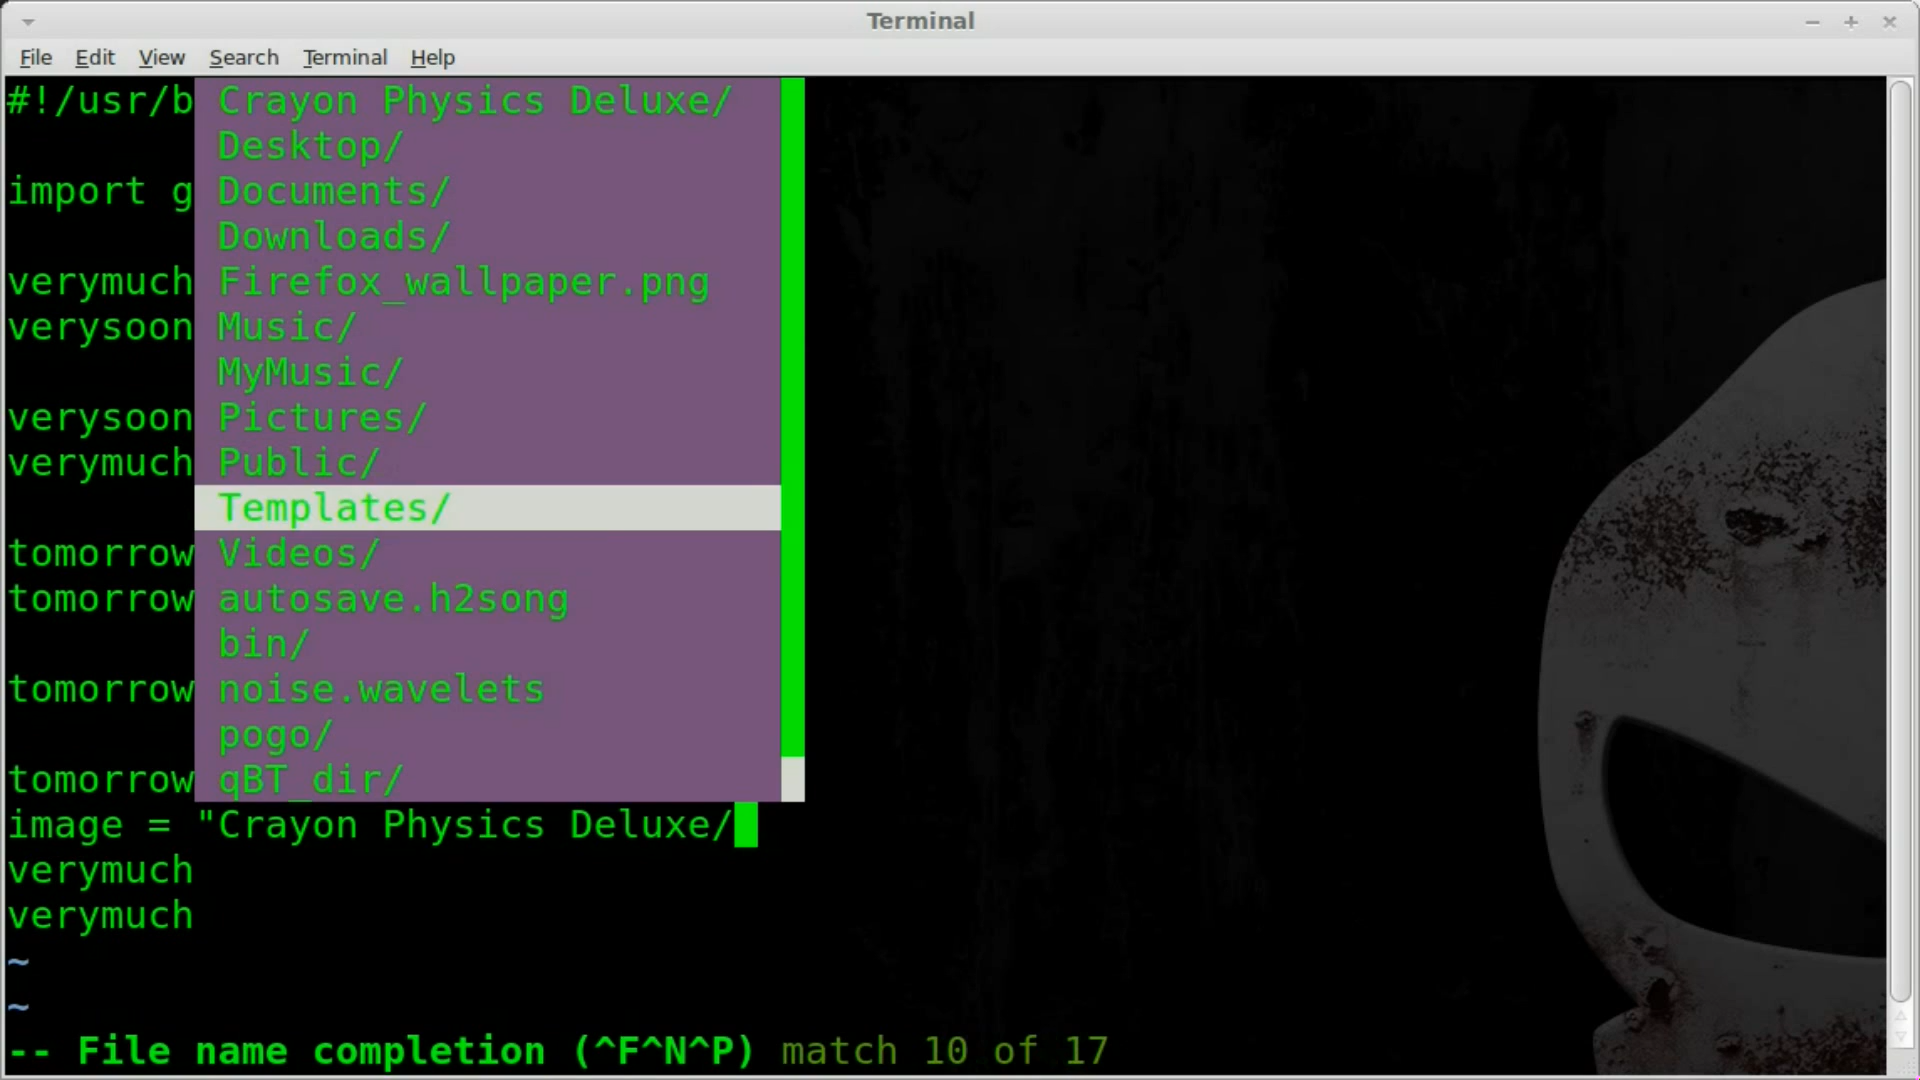 Terminal
File Edit View Search Terminal Help
#!/usr/b Crayon Physics Deluxe/
Desktop/
import g Documents/
Downloads/
verymuch Firefox_wallpaper.png
verysoon Music/
MyMusic/
verysoon Pictures/
verymuch Public/
Templates/
tomorrow Videos/
tomorrow autosave.h2song
bin/
tomorrow noise.wavelets
pogo/
tomorrow qBT_dir/
image = "Crayon Physics Deluxe/
verymuch
verymuch
~
~
-- File name completion (^F^N^P) match 10 of 17